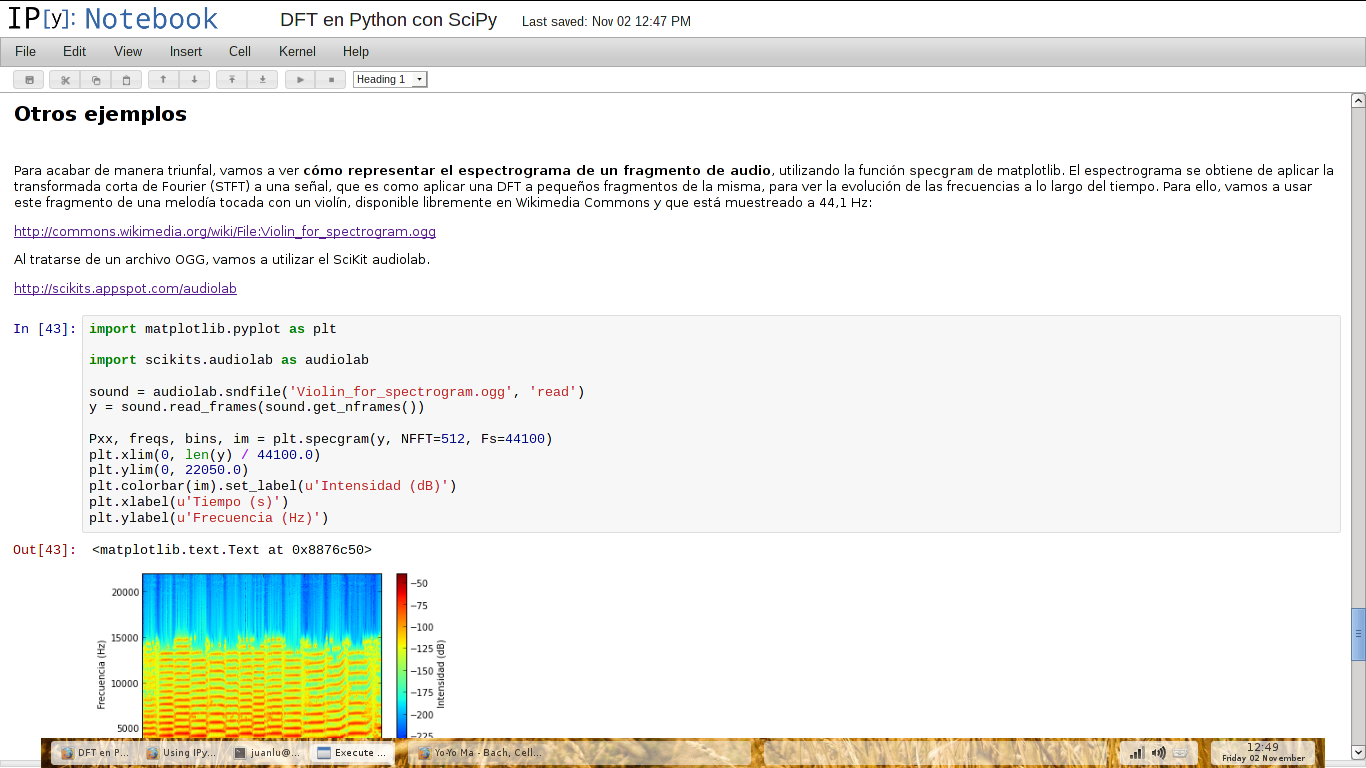 IP[y]: Notebook DFT en Python con SciPy Last saved: Nov 02 12:47 PM
File Edit View Insert Cell Kernel Help
Heading 1
Otros ejemplos
Para acabar de manera triunfal, vamos a ver cómo representar el espectrograma de un fragmento de audio, utilizando la función specgram de matplotlib. El espectrograma se obtiene de aplicar la
transformada corta de Fourier (STFT) a una señal, que es como aplicar una DFT a pequeños fragmentos de la misma, para ver la evolución de las frecuencias a lo largo del tiempo. Para ello, vamos a usar
este fragmento de una melodía tocada con un violín, disponible libremente en Wikimedia Commons y que está muestreado a 44,1 Hz:
http://commons.wikimedia.org/wiki/File:Violin_for_spectrogram.ogg
Al tratarse de un archivo OGG, vamos a utilizar el SciKit audiolab.
http://scikits.appspot.com/audiolab
In [43]: import matplotlib.pyplot as plt
import scikits.audiolab as audiolab
sound = audiolab.sndfile('Violin_for_spectrogram.ogg', 'read')
y = sound.read_frames(sound.get_nframes())
Pxx, freqs, bins, im = plt.specgram(y, NFFT=512, Fs=44100)
plt.xlim(0, len(y) / 44100.0)
plt.ylim(0, 22050.0)
plt.colorbar(im).set_label(u'Intensidad (dB)')
plt.xlabel(u'Tiempo (s)')
plt.ylabel(u'Frecuencia (Hz)')
Out[43]: <matplotlib.text.Text at 0x8876c50>
20000
15000
10000
5000
Frecuencia (Hz)
−50
−75
−100
−125
−150
−175
−200
−225
Intensidad (dB)
DFT en P... Using IPy... juanlu@... Execute ... Yo-Yo Ma - Bach, Cell...
12:49
Friday 02 November